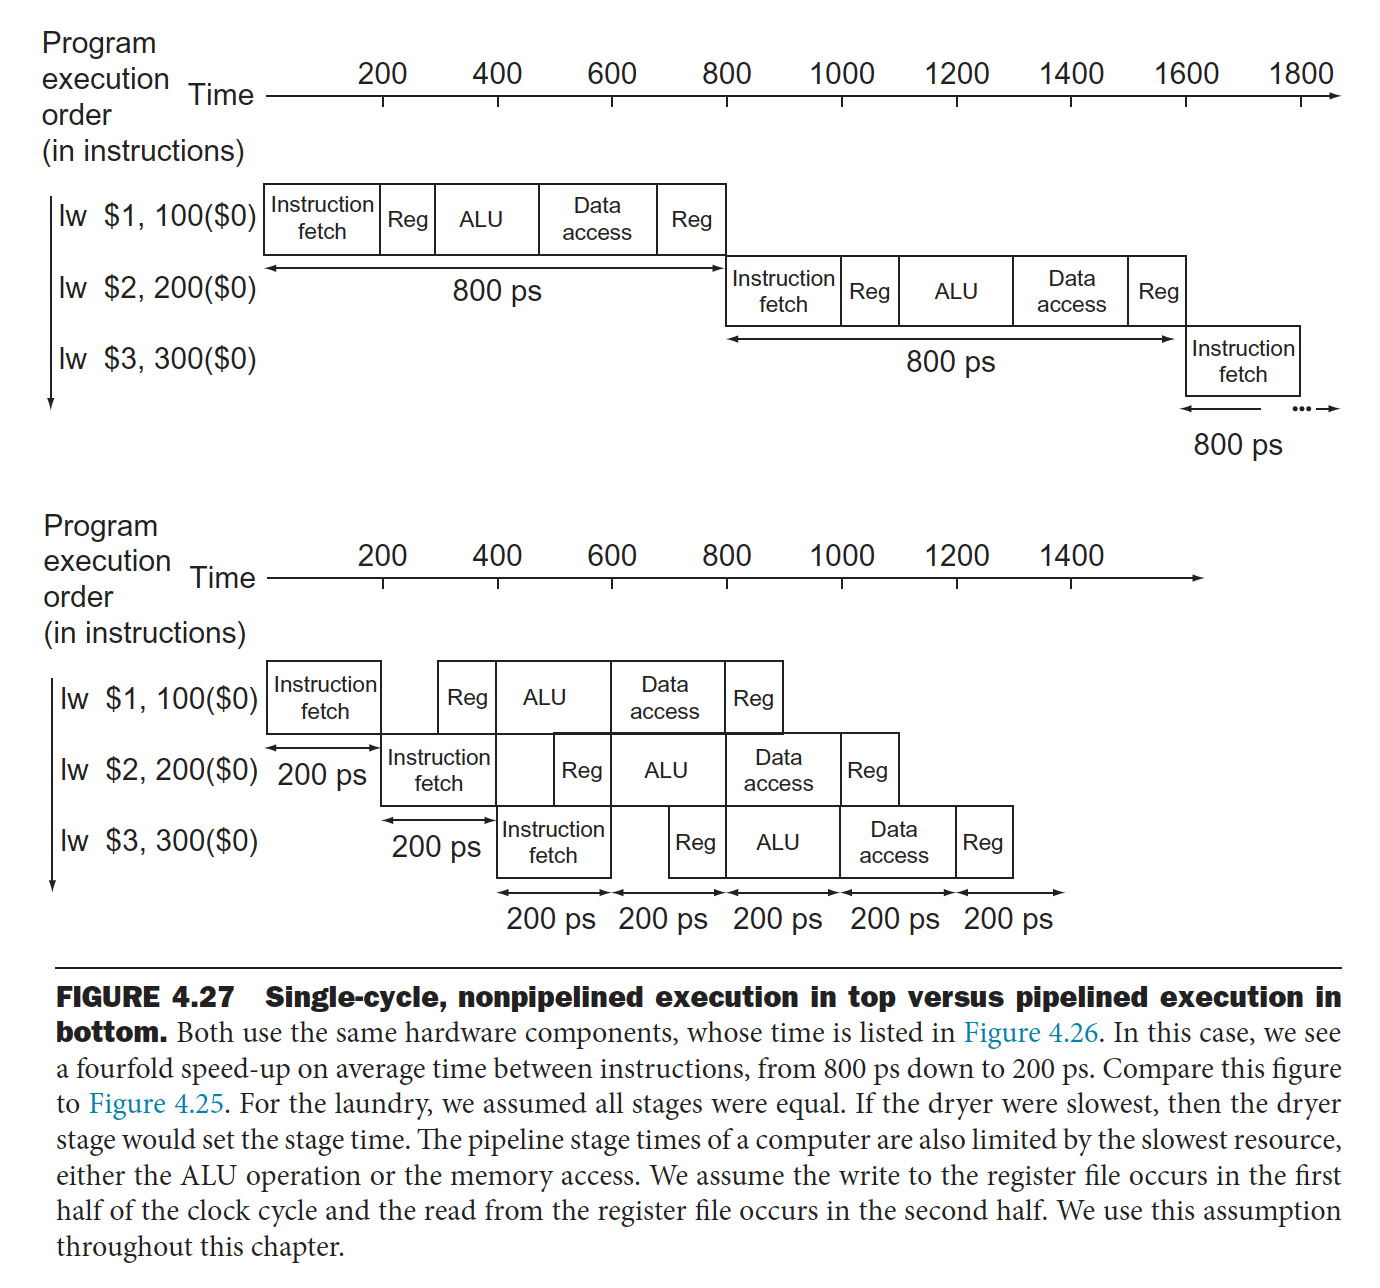 Program
execution
order
(in instructions)
Time
200 400 600 800 1000 1200 1400 1600 1800
lw $1, 100($0)
Instruction
fetch
Reg
ALU
Data
access
Reg
800 ps
lw $2, 200($0)
Instruction
fetch
Reg
ALU
Data
access
Reg
800 ps
lw $3, 300($0)
Instruction
fetch
800 ps
Program
execution
order
(in instructions)
Time
200 400 600 800 1000 1200 1400
lw $1, 100($0)
Instruction
fetch
Reg
ALU
Data
access
Reg
200 ps
lw $2, 200($0)
Instruction
fetch
Reg
ALU
Data
access
Reg
200 ps
lw $3, 300($0)
Instruction
fetch
Reg
ALU
Data
access
Reg
200 ps 200 ps 200 ps 200 ps 200 ps
FIGURE 4.27 Single-cycle, nonpipelined execution in top versus pipelined execution in
bottom. Both use the same hardware components, whose time is listed in Figure 4.26. In this case, we see
a fourfold speed-up on average time between instructions, from 800 ps down to 200 ps. Compare this figure
to Figure 4.25. For the laundry, we assumed all stages were equal. If the dryer were slowest, then the dryer
stage would set the stage time. The pipeline stage times of a computer are also limited by the slowest resource,
either the ALU operation or the memory access. We assume the write to the register file occurs in the first
half of the clock cycle and the read from the register file occurs in the second half. We use this assumption
throughout this chapter.